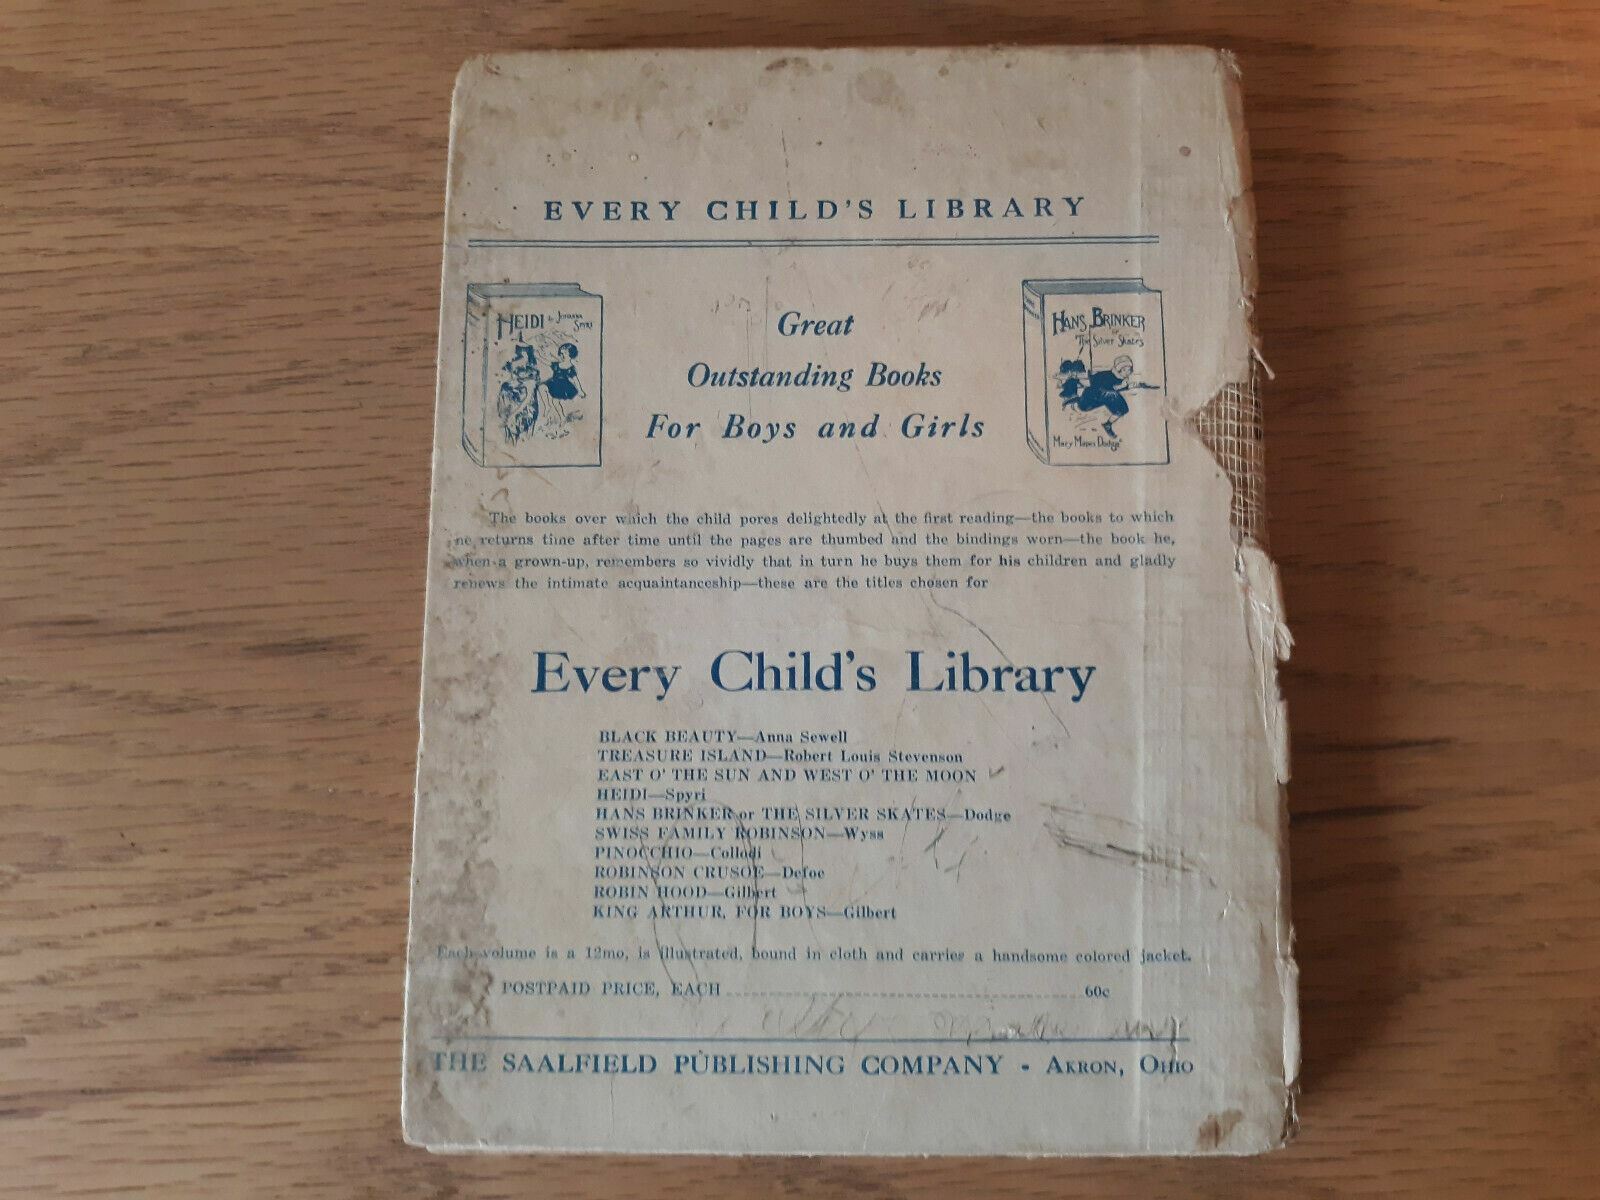 EVERY CHILD'S LIBRARY
HEIDI by Johanna
Spyri
Great
Outstanding Books
For Boys and Girls
HANS BRINKER
or
The Silver Skates
Mary Mapes Dodge
The books over which the child pores delightedly at the first reading—the books to which
he returns time after time until the pages are thumbed and the bindings worn—the book he,
when a grown-up, remembers so vividly that in turn he buys them for his children and gladly
renews the intimate acquaintanceship—these are the titles chosen for
Every Child's Library
BLACK BEAUTY—Anna Sewell
TREASURE ISLAND—Robert Louis Stevenson
EAST O' THE SUN AND WEST O' THE MOON
HEIDI—Spyri
HANS BRINKER or THE SILVER SKATES—Dodge
SWISS FAMILY ROBINSON—Wyss
PINOCCHIO—Collodi
ROBINSON CRUSOE—Defoe
ROBIN HOOD—Gilbert
KING ARTHUR, FOR BOYS—Gilbert
Each volume is a 12mo, is illustrated, bound in cloth and carries a handsome colored jacket.
POSTPAID PRICE, EACH 60c
THE SAALFIELD PUBLISHING COMPANY - AKRON, OHIO